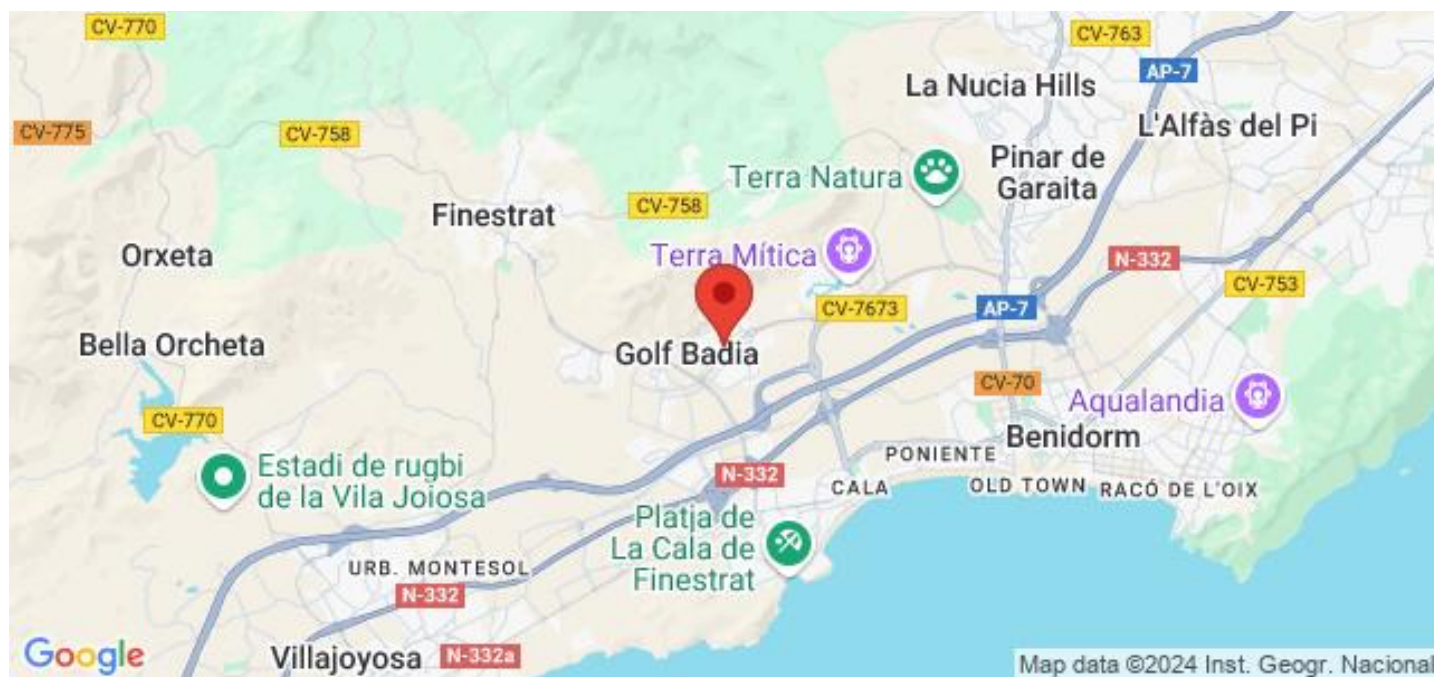 CV-770
CV-763
AP-7
La Nucia Hills
CV-775
CV-758
L'Alfàs del Pi
Pinar de
Garaita
Terra Natura
CV-758
Finestrat
Orxeta
Terra Mítica
N-332
CV-753
CV-7673
AP-7
Bella Orcheta
Golf Badia
CV-70
Aqualandia
CV-770
Benidorm
PONIENTE
Estadi de rugbi
de la Vila Joiosa
N-332
CALA
OLD TOWN
RACÓ DE L'OIX
Platja de
La Cala de
Finestrat
URB. MONTESOL
N-332
Villajoyosa
N-332a
Google
Map data ©2024 Inst. Geogr. Nacional